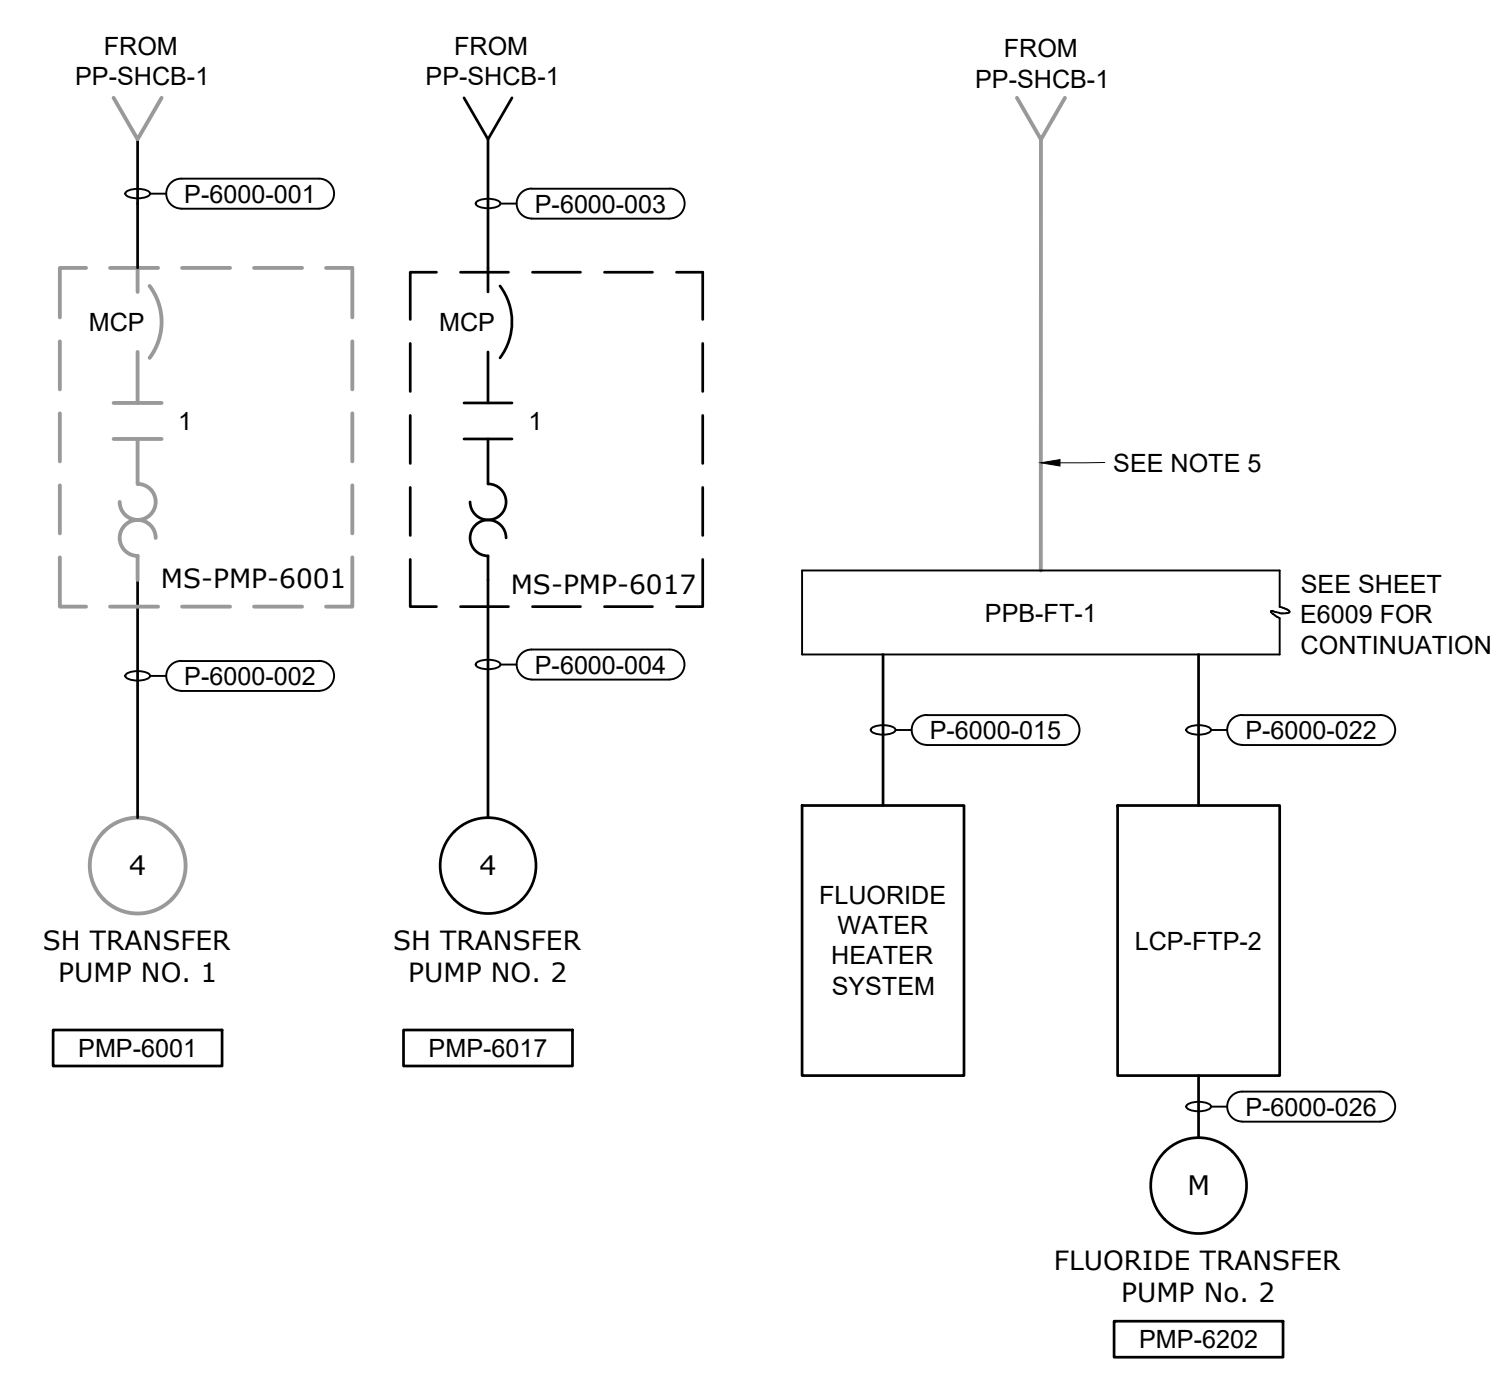 FROM
PP-SHCB-1
P-6000-001
MCP
1
MS-PMP-6001
P-6000-002
4
SH TRANSFER
PUMP NO. 1
PMP-6001
FROM
PP-SHCB-1
P-6000-003
MCP
1
MS-PMP-6017
P-6000-004
4
SH TRANSFER
PUMP NO. 2
PMP-6017
FROM
PP-SHCB-1
SEE NOTE 5
PPB-FT-1
SEE SHEET
E6009 FOR
CONTINUATION
P-6000-015
FLUORIDE
WATER
HEATER
SYSTEM
P-6000-022
LCP-FTP-2
P-6000-026
M
FLUORIDE TRANSFER
PUMP No. 2
PMP-6202